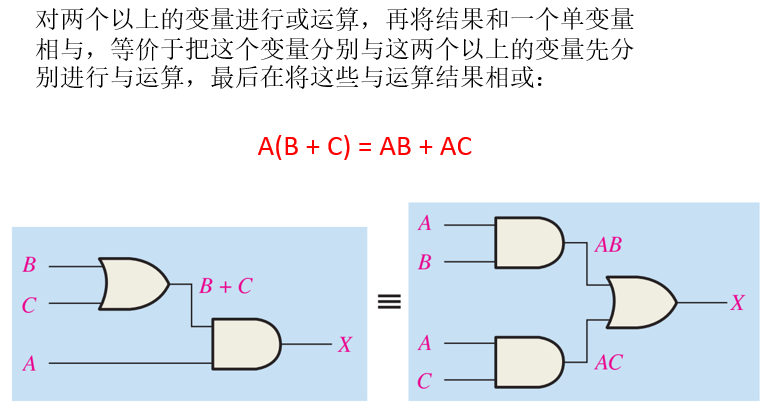 对两个以上的变量进行或运算，再将结果和一个单变量
相与，等价于把这个变量分别与这两个以上的变量先分
别进行与运算，最后在将这些与运算结果相或：
A(B + C) = AB + AC
B
C
B + C
A
X
≡
A
B
AB
X
A
C
AC